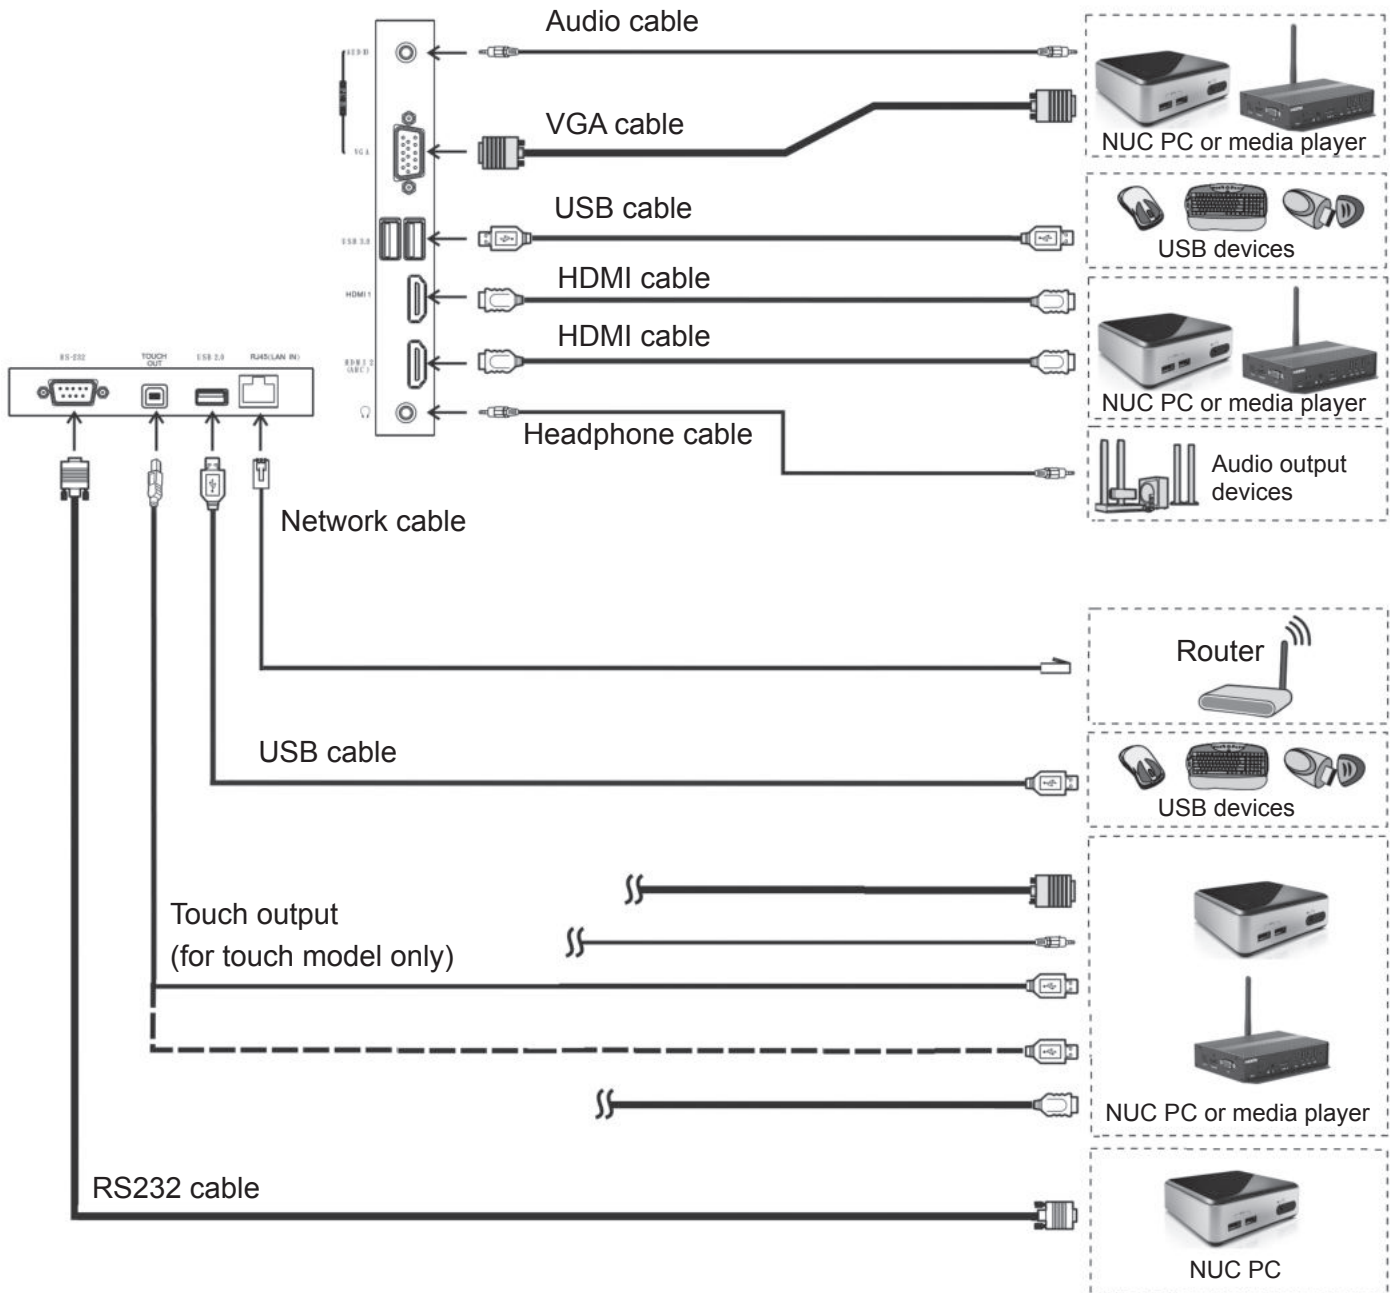 Audio cable
AUDIO
NUC PC or media player
VGA cable
VGA
USB cable
USB 3.0
USB devices
HDMI cable
HDMI 1
HDMI cable
HDMI 2
(ARC)
NUC PC or media player
Headphone cable
Audio output
devices
RS-232
TOUCH
OUT
USB 2.0
RJ45(LAN IN)
Network cable
Router
USB cable
USB devices
Touch output
(for touch model only)
NUC PC or media player
RS232 cable
NUC PC